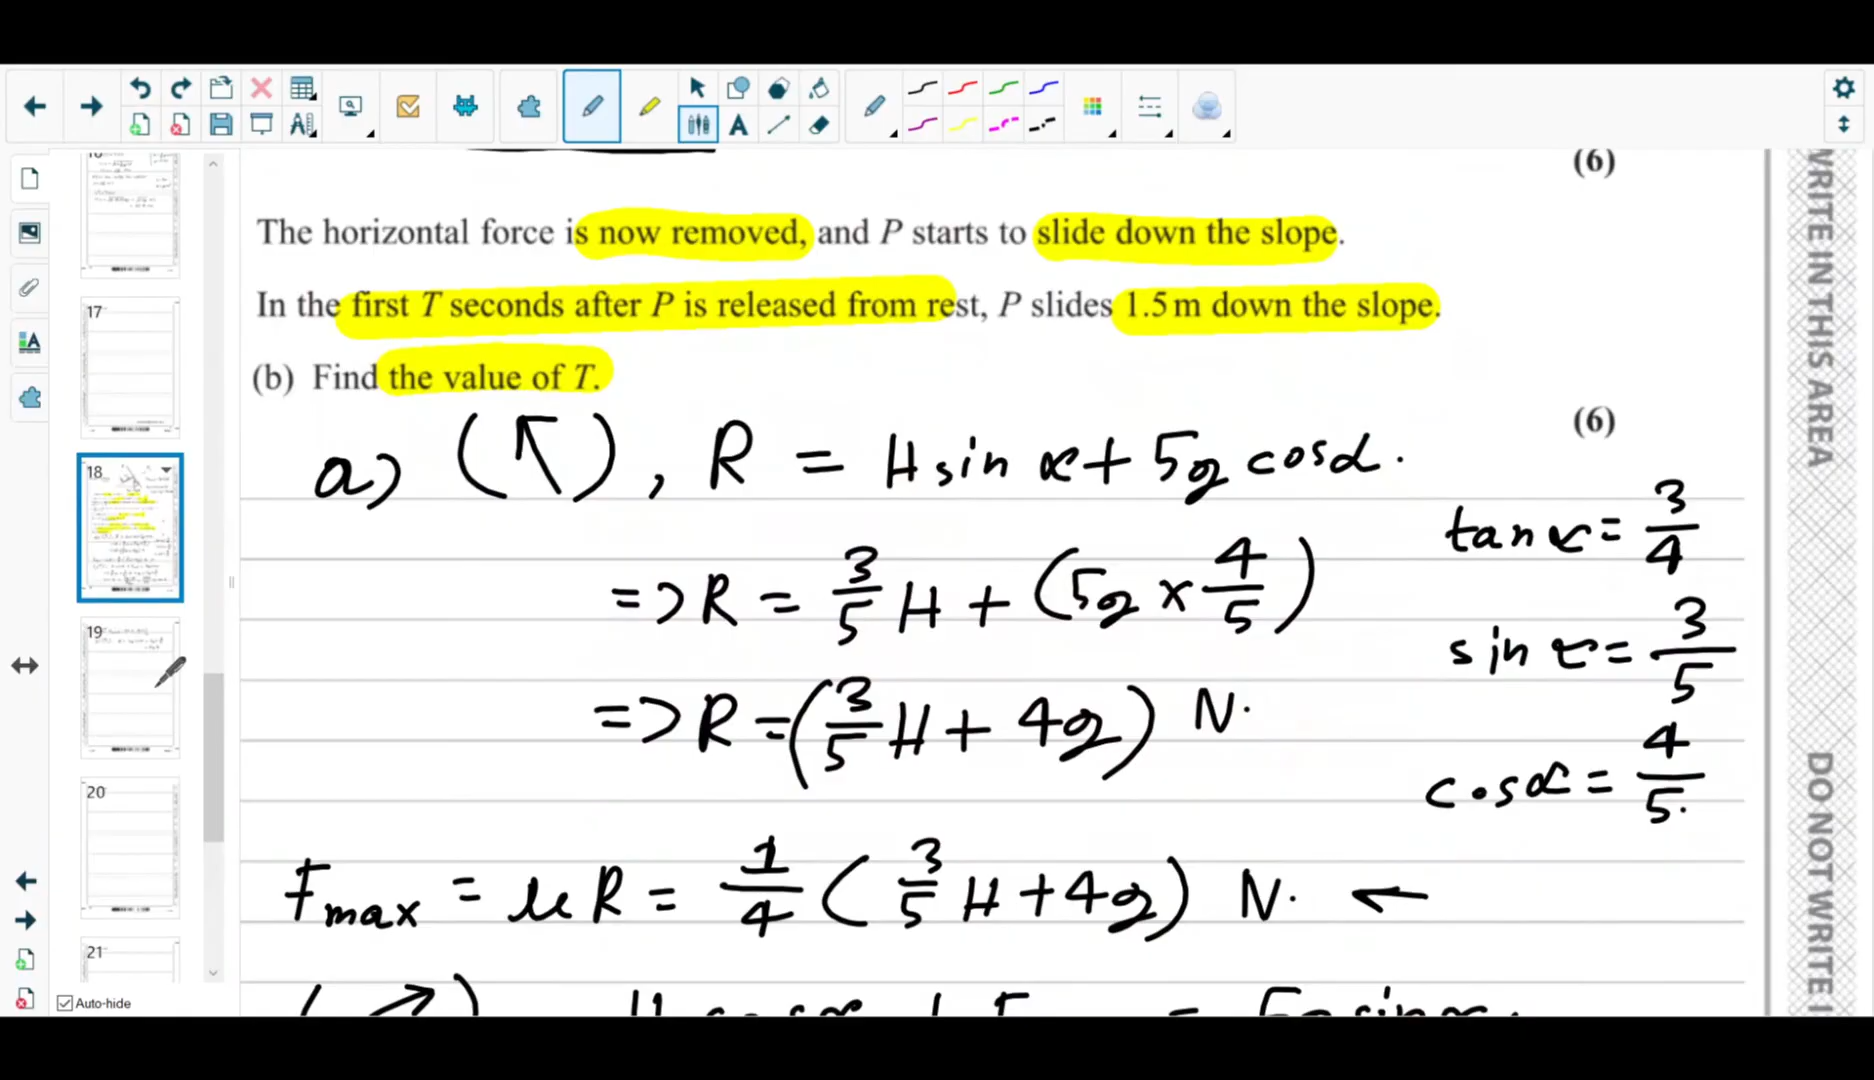 (6)
The horizontal force is now removed, and P starts to slide down the slope.
In the first T seconds after P is released from rest, P slides 1.5 m down the slope.
(b) Find the value of T.
(6)
a) (↖), R = H sin α + 5g cos α.
tan α = 3/4
=> R = 3/5 H + (5g × 4/5)
sin α = 3/5
=> R = (3/5 H + 4g) N.
cos α = 4/5.
Fmax = μR = 1/4 (3/5 H + 4g) N. ←
17
18
19
20
21
Auto-hide
WRITE IN THIS AREA
DO NOT WRITE I